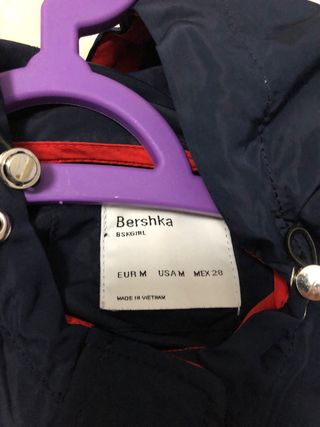 Bershka
BSKGIRL
EUR M USA M MEX 28
MADE IN VIETNAM